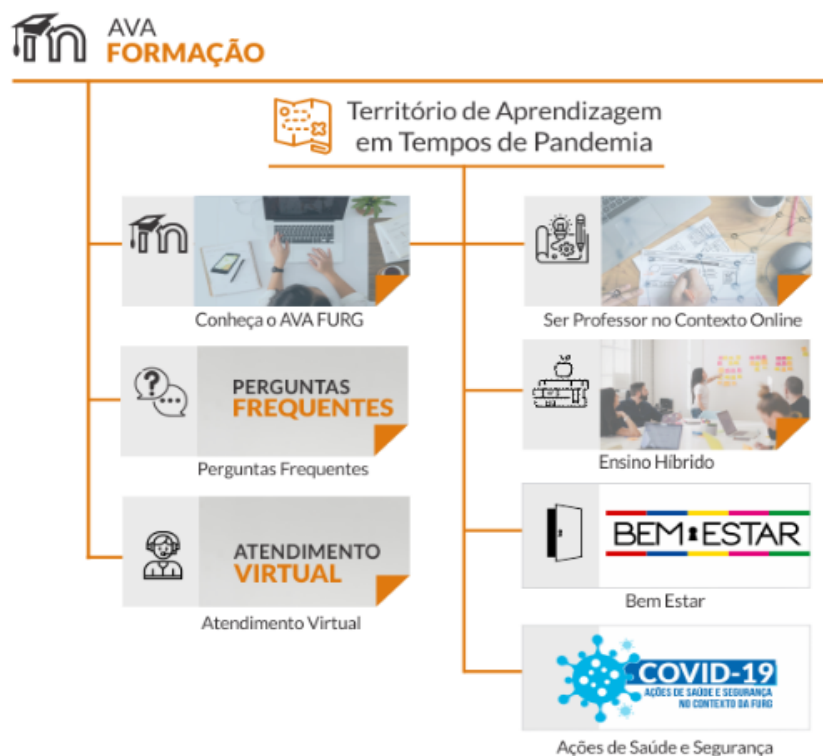 AVA
FORMAÇÃO
Território de Aprendizagem
em Tempos de Pandemia
Conheça o AVA FURG
PERGUNTAS
FREQUENTES
Perguntas Frequentes
ATENDIMENTO
VIRTUAL
Atendimento Virtual
Ser Professor no Contexto Online
Ensino Híbrido
BEM ESTAR
Bem Estar
COVID-19
AÇÕES DE SAÚDE E SEGURANÇA
NO CONTEXTO DA FURG
Ações de Saúde e Segurança